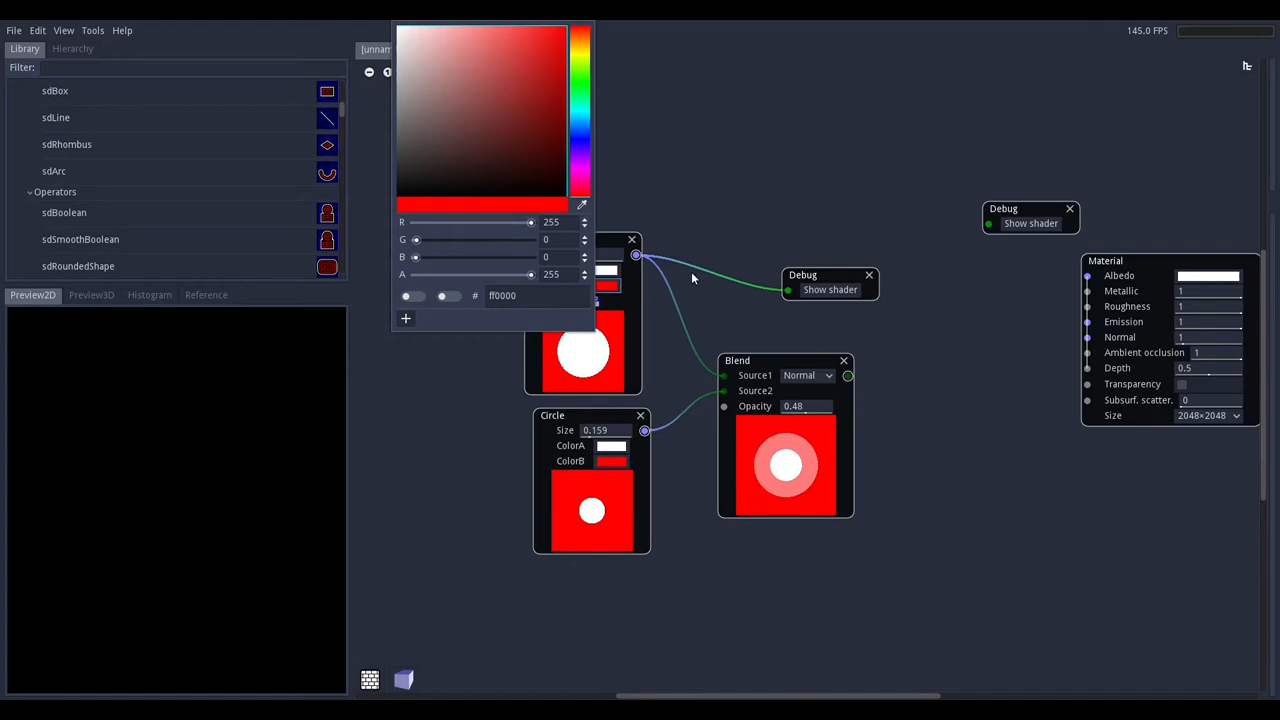 File Edit View Tools Help
145.0 FPS
Library Hierarchy
[unnam
Filter:
sdBox
sdLine
sdRhombus
sdArc
Operators
sdBoolean
sdSmoothBoolean
sdRoundedShape
Preview2D Preview3D Histogram Reference
R 255
G 0
B 0
A 255
# ff0000
+
Debug
Show shader
Debug
Show shader
Material
Albedo
Metallic 1
Roughness 1
Emission 1
Normal 1
Ambient occlusion 1
Depth 0.5
Transparency
Subsurf. scatter. 0
Size 2048×2048
Blend
Source1 Normal
Source2
Opacity 0.48
Circle
Size 0.159
ColorA
ColorB